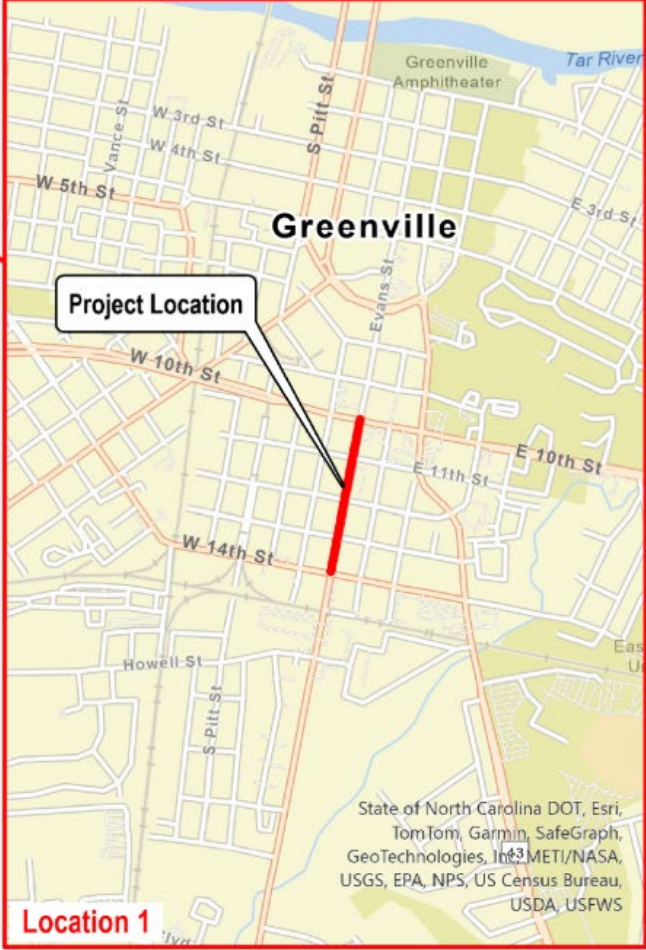 Greenville
Amphitheater
Tar River
S Pitt St
Vance St
W 3rd St
W 4th St
W 5th St
E 3rd St
Greenville
Evans St
Project Location
W 10th St
E 10th St
E 11th St
W 14th St
Howell St
S Pitt St
Eas
U
State of North Carolina DOT, Esri,
TomTom, Garmin, SafeGraph,
GeoTechnologies, Inc, METI/NASA,
USGS, EPA, NPS, US Census Bureau,
USDA, USFWS
43
Location 1